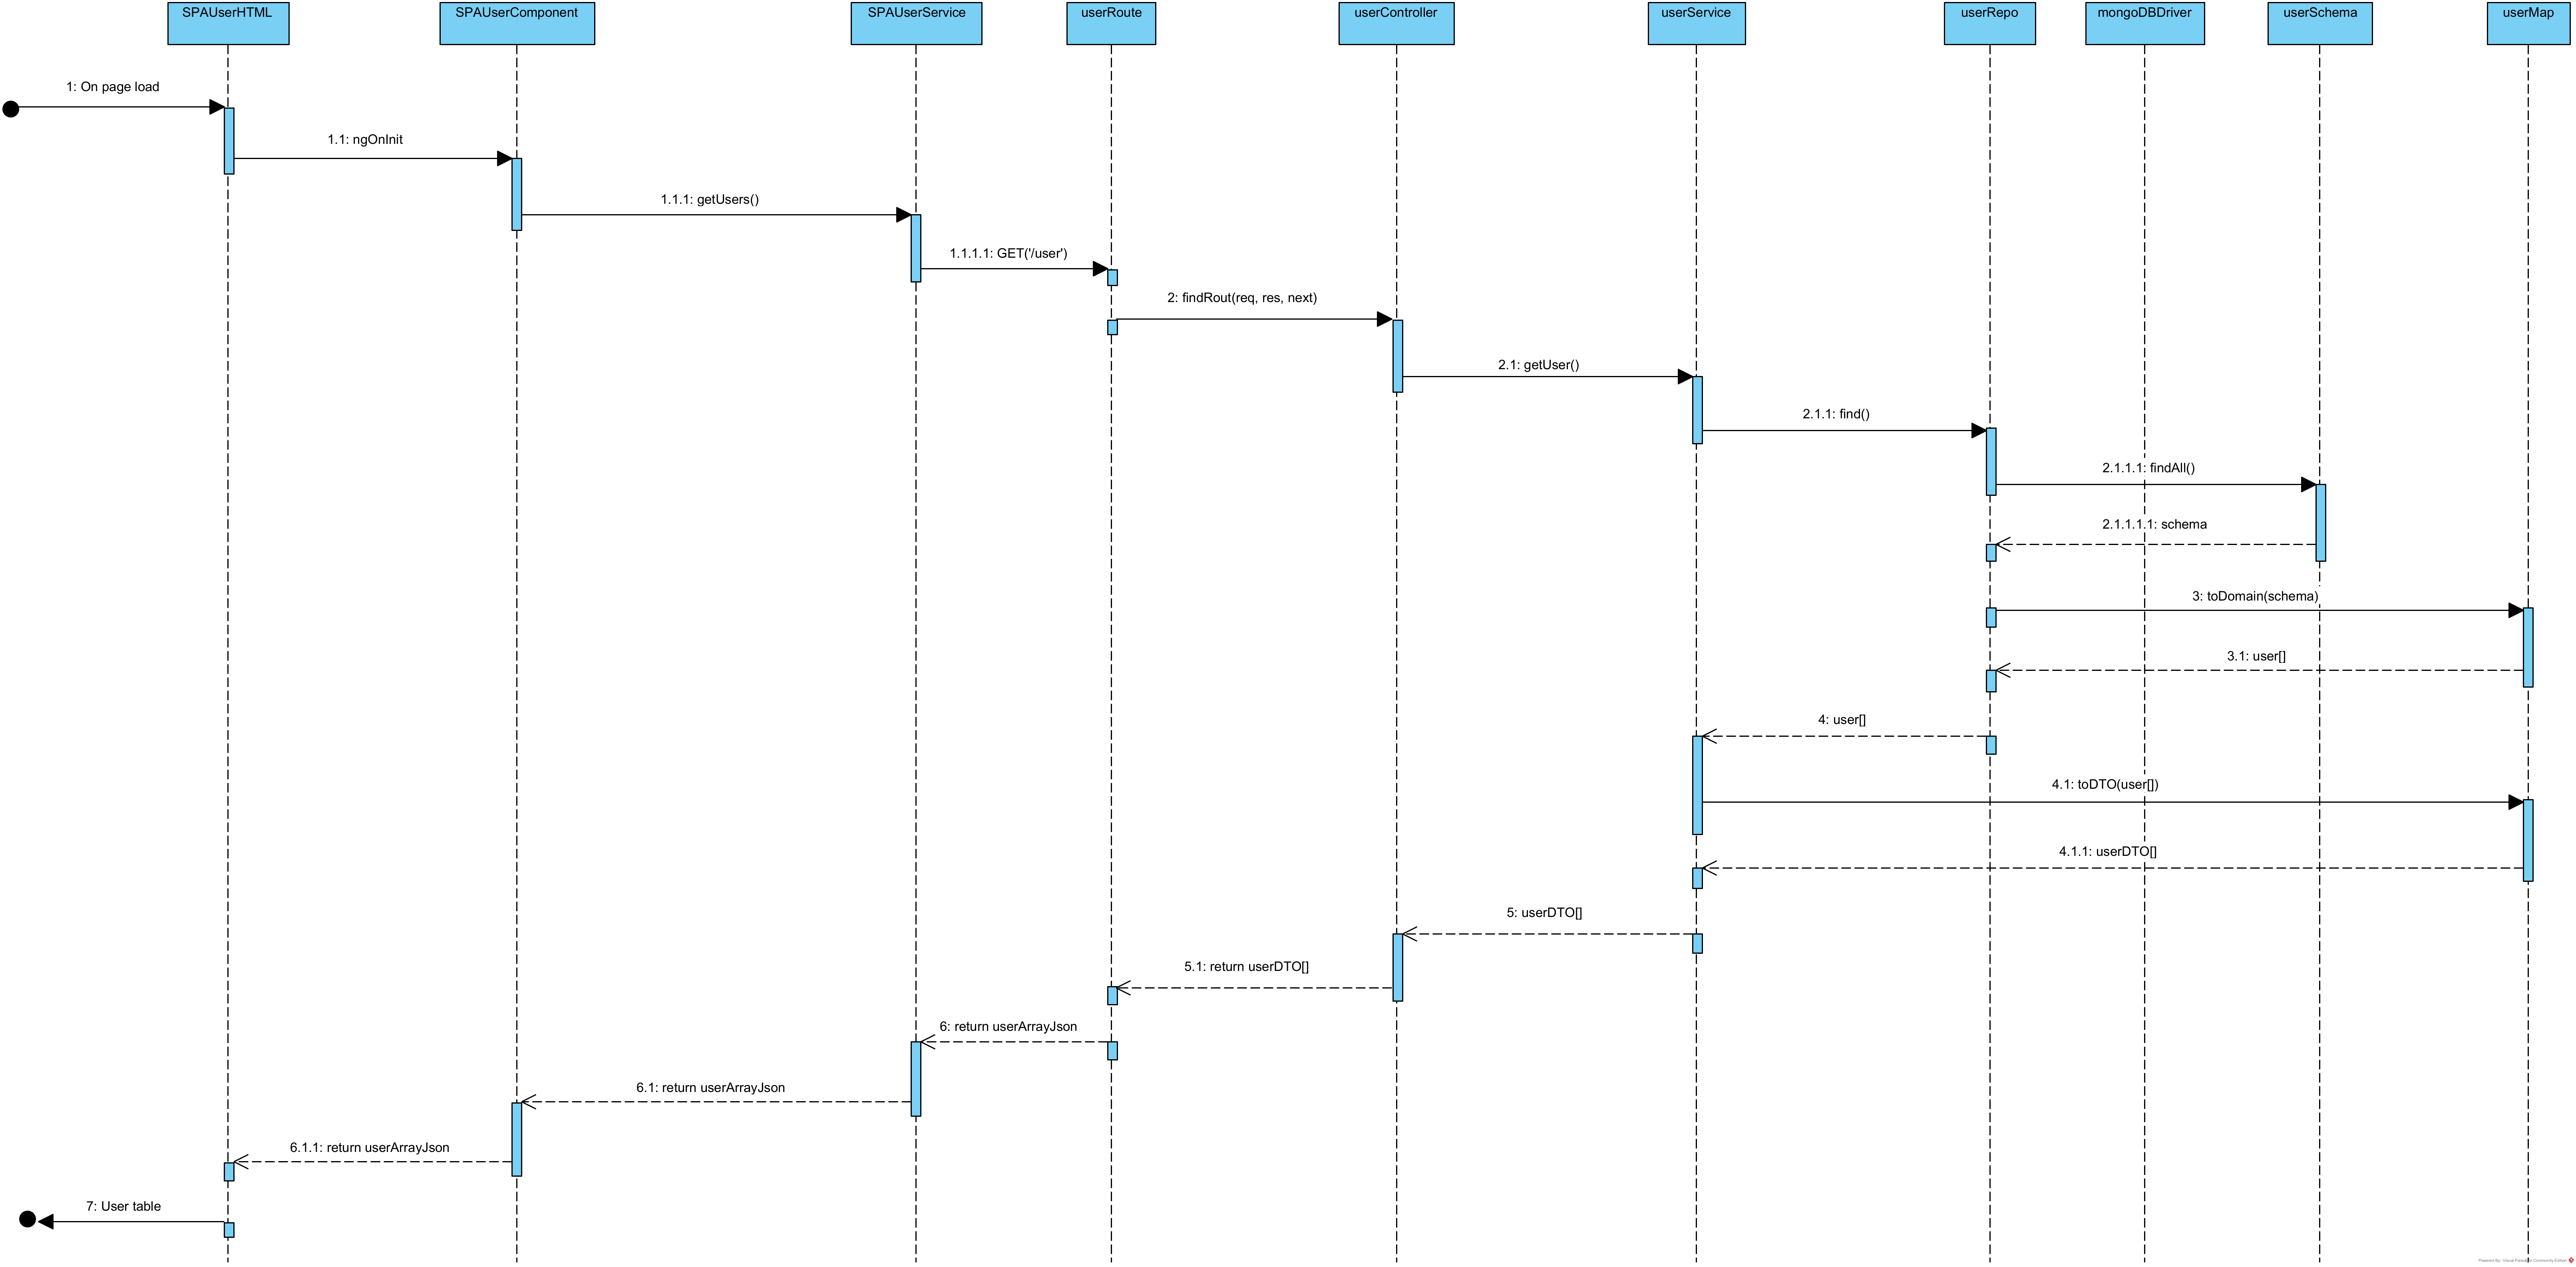 SPAUserHTML
SPAUserComponent
SPAUserService
userRoute
userController
userService
userRepo
mongoDBDriver
userSchema
userMap
1: On page load
1.1: ngOnInit
1.1.1: getUsers()
1.1.1.1: GET('/user')
2: findRout(req, res, next)
2.1: getUser()
2.1.1: find()
2.1.1.1: findAll()
2.1.1.1.1: schema
3: toDomain(schema)
3.1: user[]
4: user[]
4.1: toDTO(user[])
4.1.1: userDTO[]
5: userDTO[]
5.1: return userDTO[]
6: return userArrayJson
6.1: return userArrayJson
6.1.1: return userArrayJson
7: User table
Powered By: Visual Paradigm Community Edition